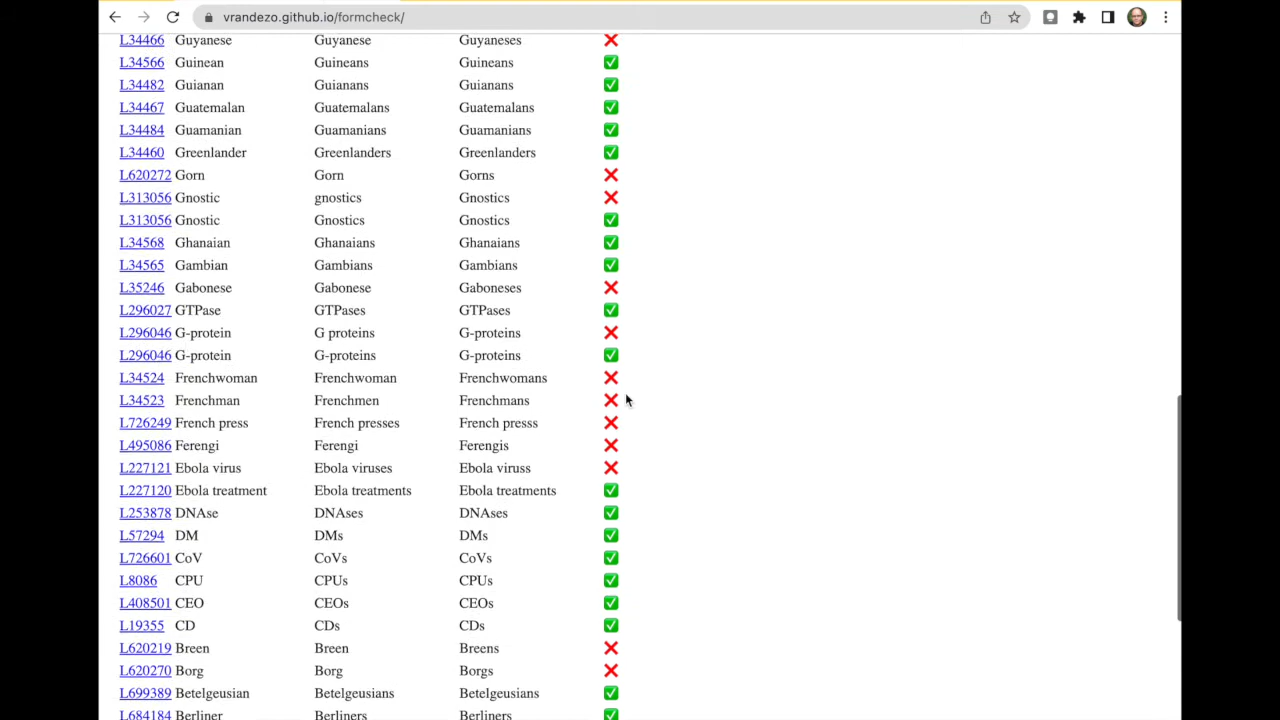 vrandezo.github.io/formcheck/
L34466 Guyanese Guyanese Guyaneses ❌
L34566 Guinean Guineans Guineans ✅
L34482 Guianan Guianans Guianans ✅
L34467 Guatemalan Guatemalans Guatemalans ✅
L34484 Guamanian Guamanians Guamanians ✅
L34460 Greenlander Greenlanders Greenlanders ✅
L620272 Gorn Gorn Gorns ❌
L313056 Gnostic gnostics Gnostics ❌
L313056 Gnostic Gnostics Gnostics ✅
L34568 Ghanaian Ghanaians Ghanaians ✅
L34565 Gambian Gambians Gambians ✅
L35246 Gabonese Gabonese Gaboneses ❌
L296027 GTPase GTPases GTPases ✅
L296046 G-protein G proteins G-proteins ❌
L296046 G-protein G-proteins G-proteins ✅
L34524 Frenchwoman Frenchwoman Frenchwomans ❌
L34523 Frenchman Frenchmen Frenchmans ❌
L726249 French press French presses French presss ❌
L495086 Ferengi Ferengi Ferengis ❌
L227121 Ebola virus Ebola viruses Ebola viruss ❌
L227120 Ebola treatment Ebola treatments Ebola treatments ✅
L253878 DNAse DNAses DNAses ✅
L57294 DM DMs DMs ✅
L726601 CoV CoVs CoVs ✅
L8086 CPU CPUs CPUs ✅
L408501 CEO CEOs CEOs ✅
L19355 CD CDs CDs ✅
L620219 Breen Breen Breens ❌
L620270 Borg Borg Borgs ❌
L699389 Betelgeusian Betelgeusians Betelgeusians ✅
L684184 Berliner Berliners Berliners ✅